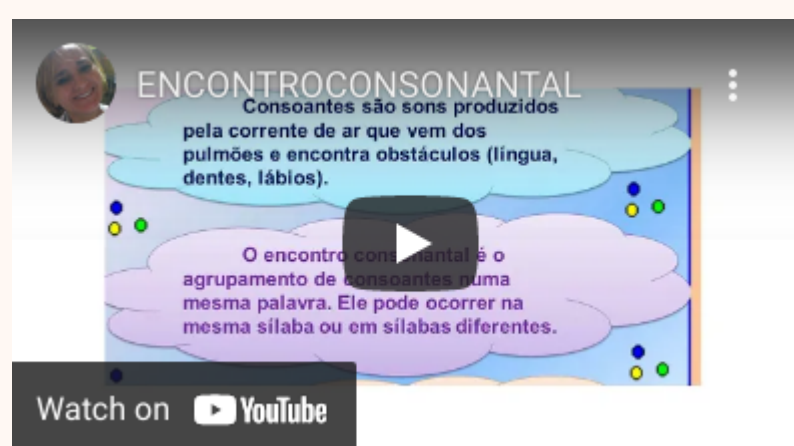 ENCONTROCONSONANTAL
Consoantes são sons produzidos
pela corrente de ar que vem dos
pulmões e encontra obstáculos (língua,
dentes, lábios).
O encontro consonantal é o
agrupamento de consoantes numa
mesma palavra. Ele pode ocorrer na
mesma sílaba ou em sílabas diferentes.
Watch on YouTube